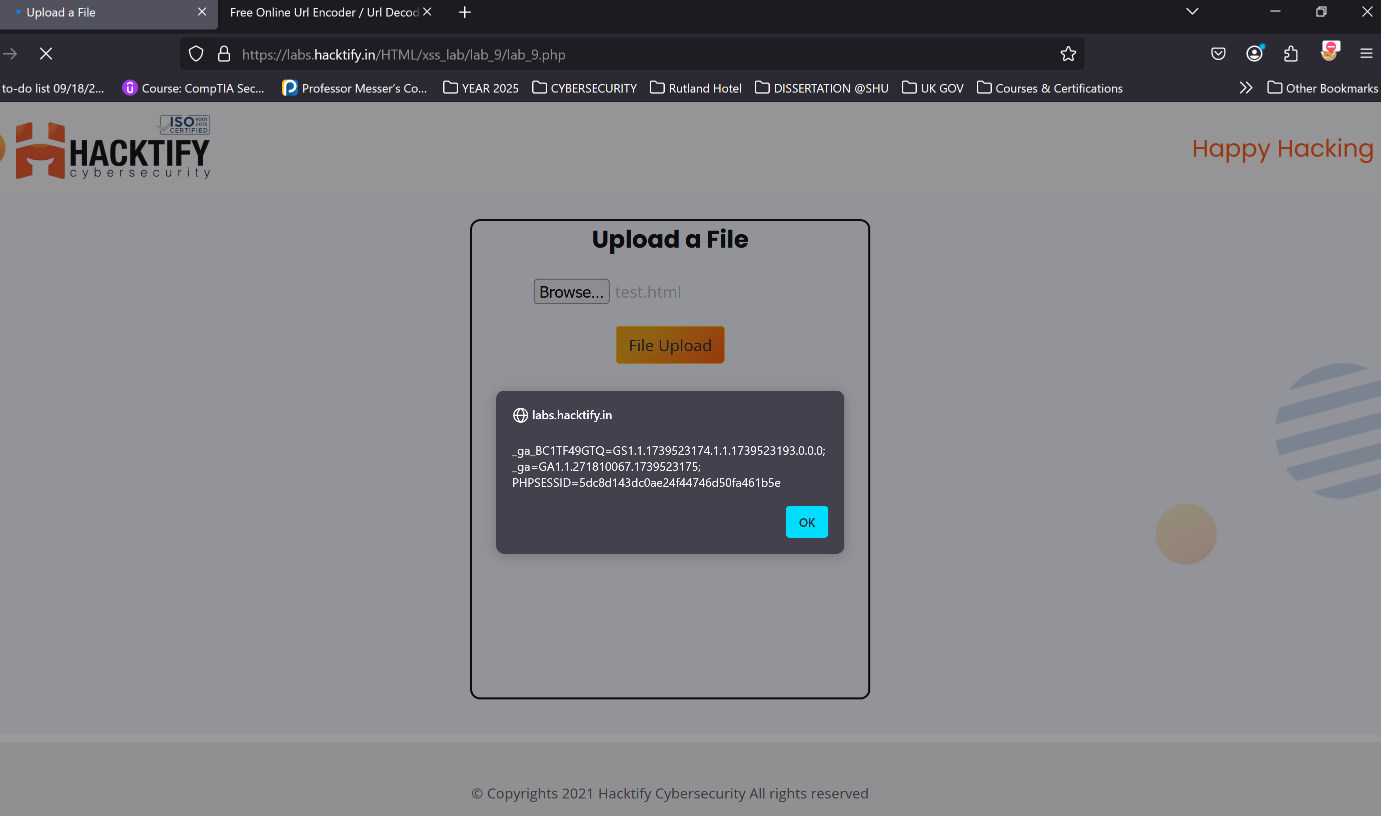 Upload a File
Free Online Url Encoder / Url Decod
https://labs.hacktify.in/HTML/xss_lab/lab_9/lab_9.php
to-do list 09/18/2... Course: CompTIA Sec... Professor Messer's Co... YEAR 2025 CYBERSECURITY Rutland Hotel DISSERTATION @SHU UK GOV Courses & Certifications Other Bookmarks
ISO 9001 2015
CERTIFIED
HACKTIFY
cybersecurity
Happy Hacking
Upload a File
Browse... test.html
File Upload
labs.hacktify.in
_ga_BC1TF49GTQ=GS1.1.1739523174.1.1.1739523193.0.0.0;
_ga=GA1.1.271810067.1739523175;
PHPSESSID=5dc8d143dc0ae24f44746d50fa461b5e
OK
© Copyrights 2021 Hacktify Cybersecurity All rights reserved